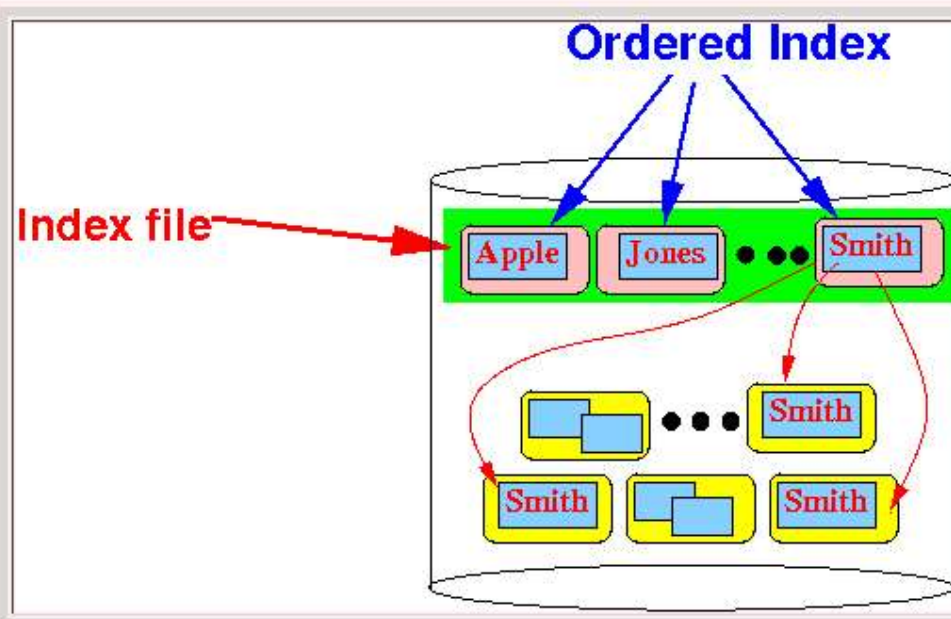 Ordered Index
Index file
Apple Jones Smith
Smith
Smith Smith